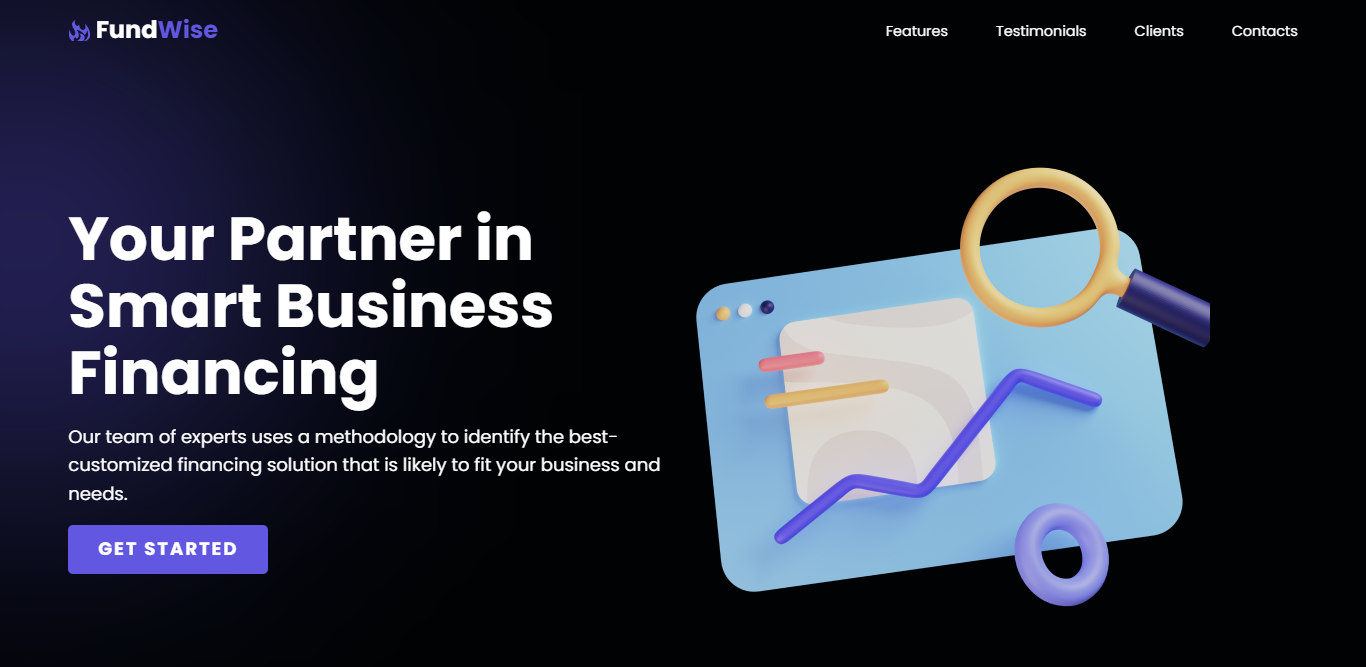 FundWise
Features
Testimonials
Clients
Contacts
Your Partner in
Smart Business
Financing
Our team of experts uses a methodology to identify the best-
customized financing solution that is likely to fit your business and
needs.
GET STARTED